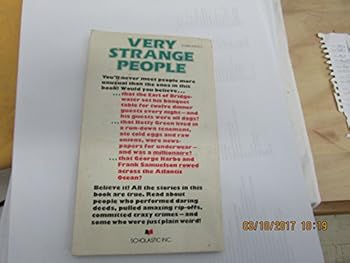 VERY
STRANGE
PEOPLE
You'll never meet people more
unusual than the ones in this
book! Would you believe...
...that the Earl of Bridge-
water set his banquet
table for twelve dinner
guests every night—and
his guests were all dogs?
...that Hetty Green lived in
a run-down tenement,
ate cold eggs and raw
onions, wore news-
papers for underwear—
and was a millionaire?
...that George Harbo and
Frank Samuelson rowed
across the Atlantic
Ocean?
Believe it! All the stories in this
book are true. Read about
people who performed daring
deeds, pulled amazing rip-offs,
committed crazy crimes—and
some who were just plain weird!
SCHOLASTIC INC.
09/10/2017 10:19